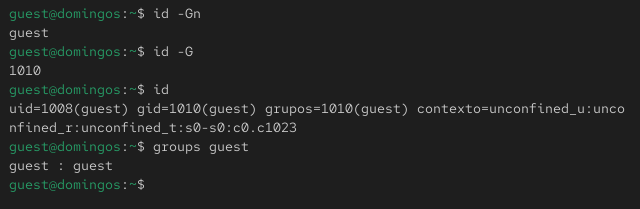 guest@domingos:~$ id -Gn
guest
guest@domingos:~$ id -G
1010
guest@domingos:~$ id
uid=1008(guest) gid=1010(guest) grupos=1010(guest) contexto=unconfined_u:unco
nfined_r:unconfined_t:s0-s0:c0.c1023
guest@domingos:~$ groups guest
guest : guest
guest@domingos:~$